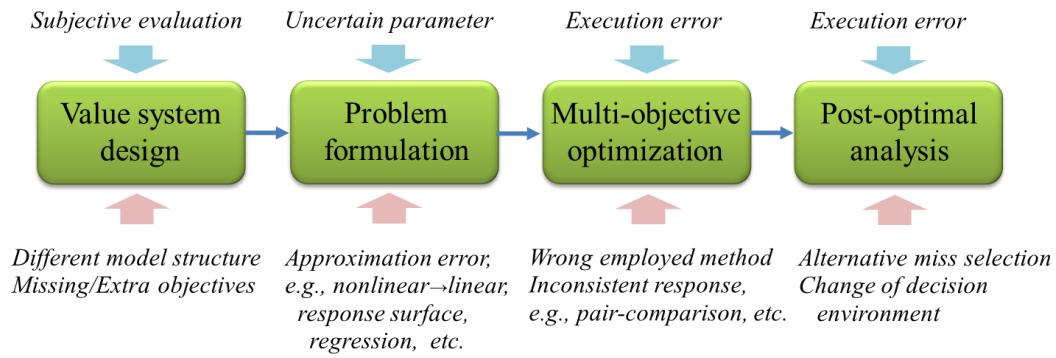 Subjective evaluation
Uncertain parameter
Execution error
Execution error
Value system
design
Problem
formulation
Multi-objective
optimization
Post-optimal
analysis
Different model structure
Missing/Extra objectives
Approximation error,
e.g., nonlinear→linear,
response surface,
regression, etc.
Wrong employed method
Inconsistent response,
e.g., pair-comparison, etc.
Alternative miss selection
Change of decision
environment